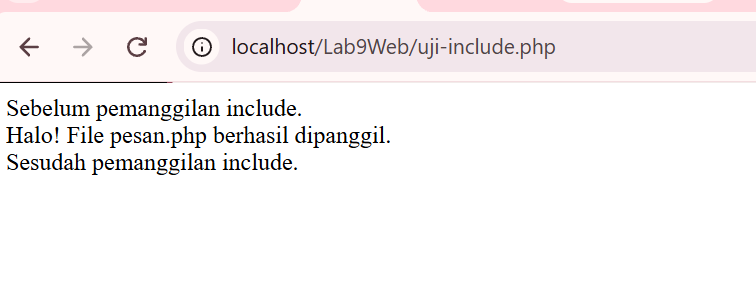 localhost/Lab9Web/uji-include.php
Sebelum pemanggilan include.
Halo! File pesan.php berhasil dipanggil.
Sesudah pemanggilan include.